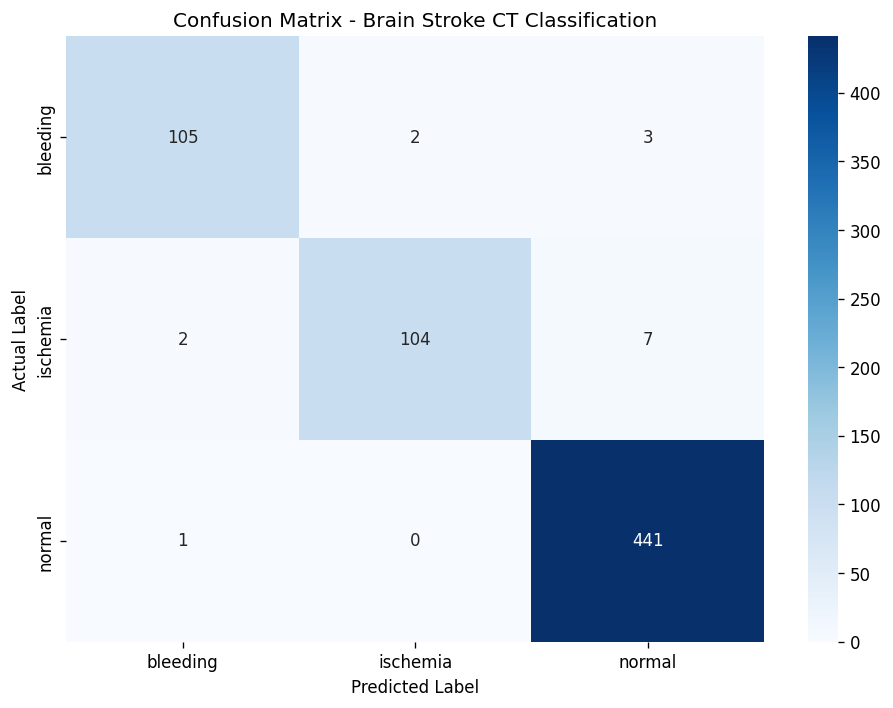 Confusion Matrix - Brain Stroke CT Classification
Actual Label
bleeding
105 2 3
ischemia
2 104 7
normal
1 0 441
bleeding ischemia normal
Predicted Label
400
350
300
250
200
150
100
50
0